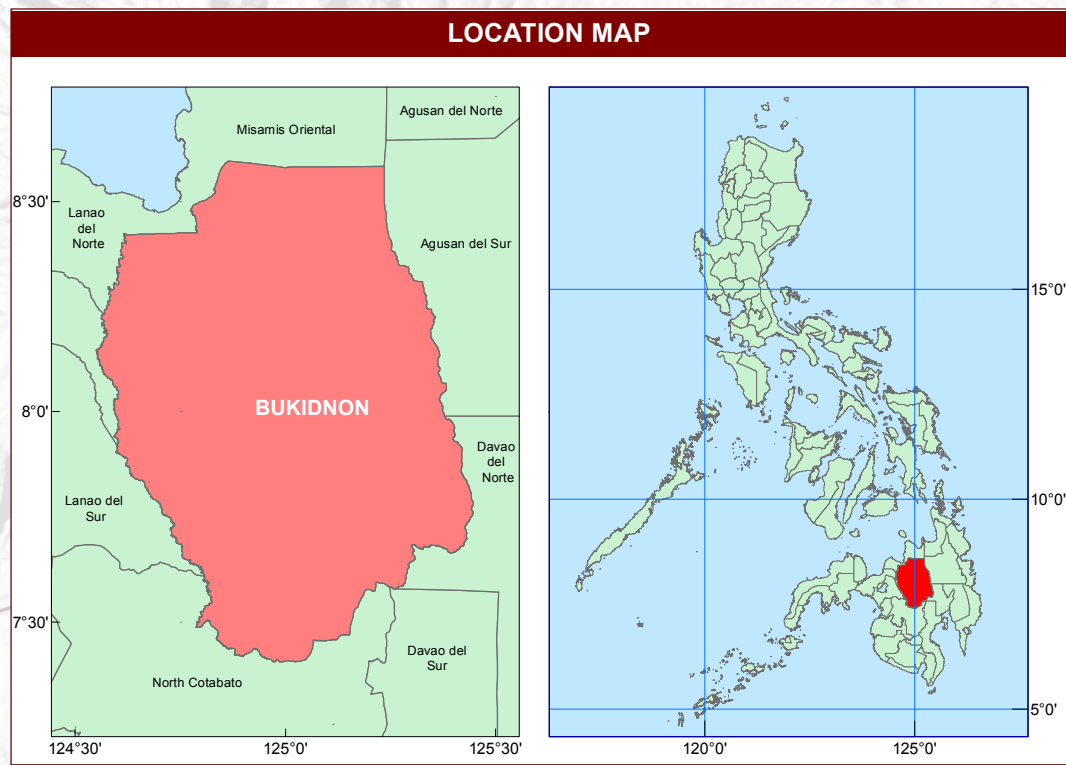 LOCATION MAP
Agusan del Norte
Misamis Oriental
8°30'
Lanao
del
Norte
Agusan del Sur
BUKIDNON
8°0'
Davao
del
Norte
Lanao del
Sur
7°30'
Davao del
Sur
North Cotabato
124°30'
125°0'
125°30'
15°0'
10°0'
5°0'
120°0'
125°0'